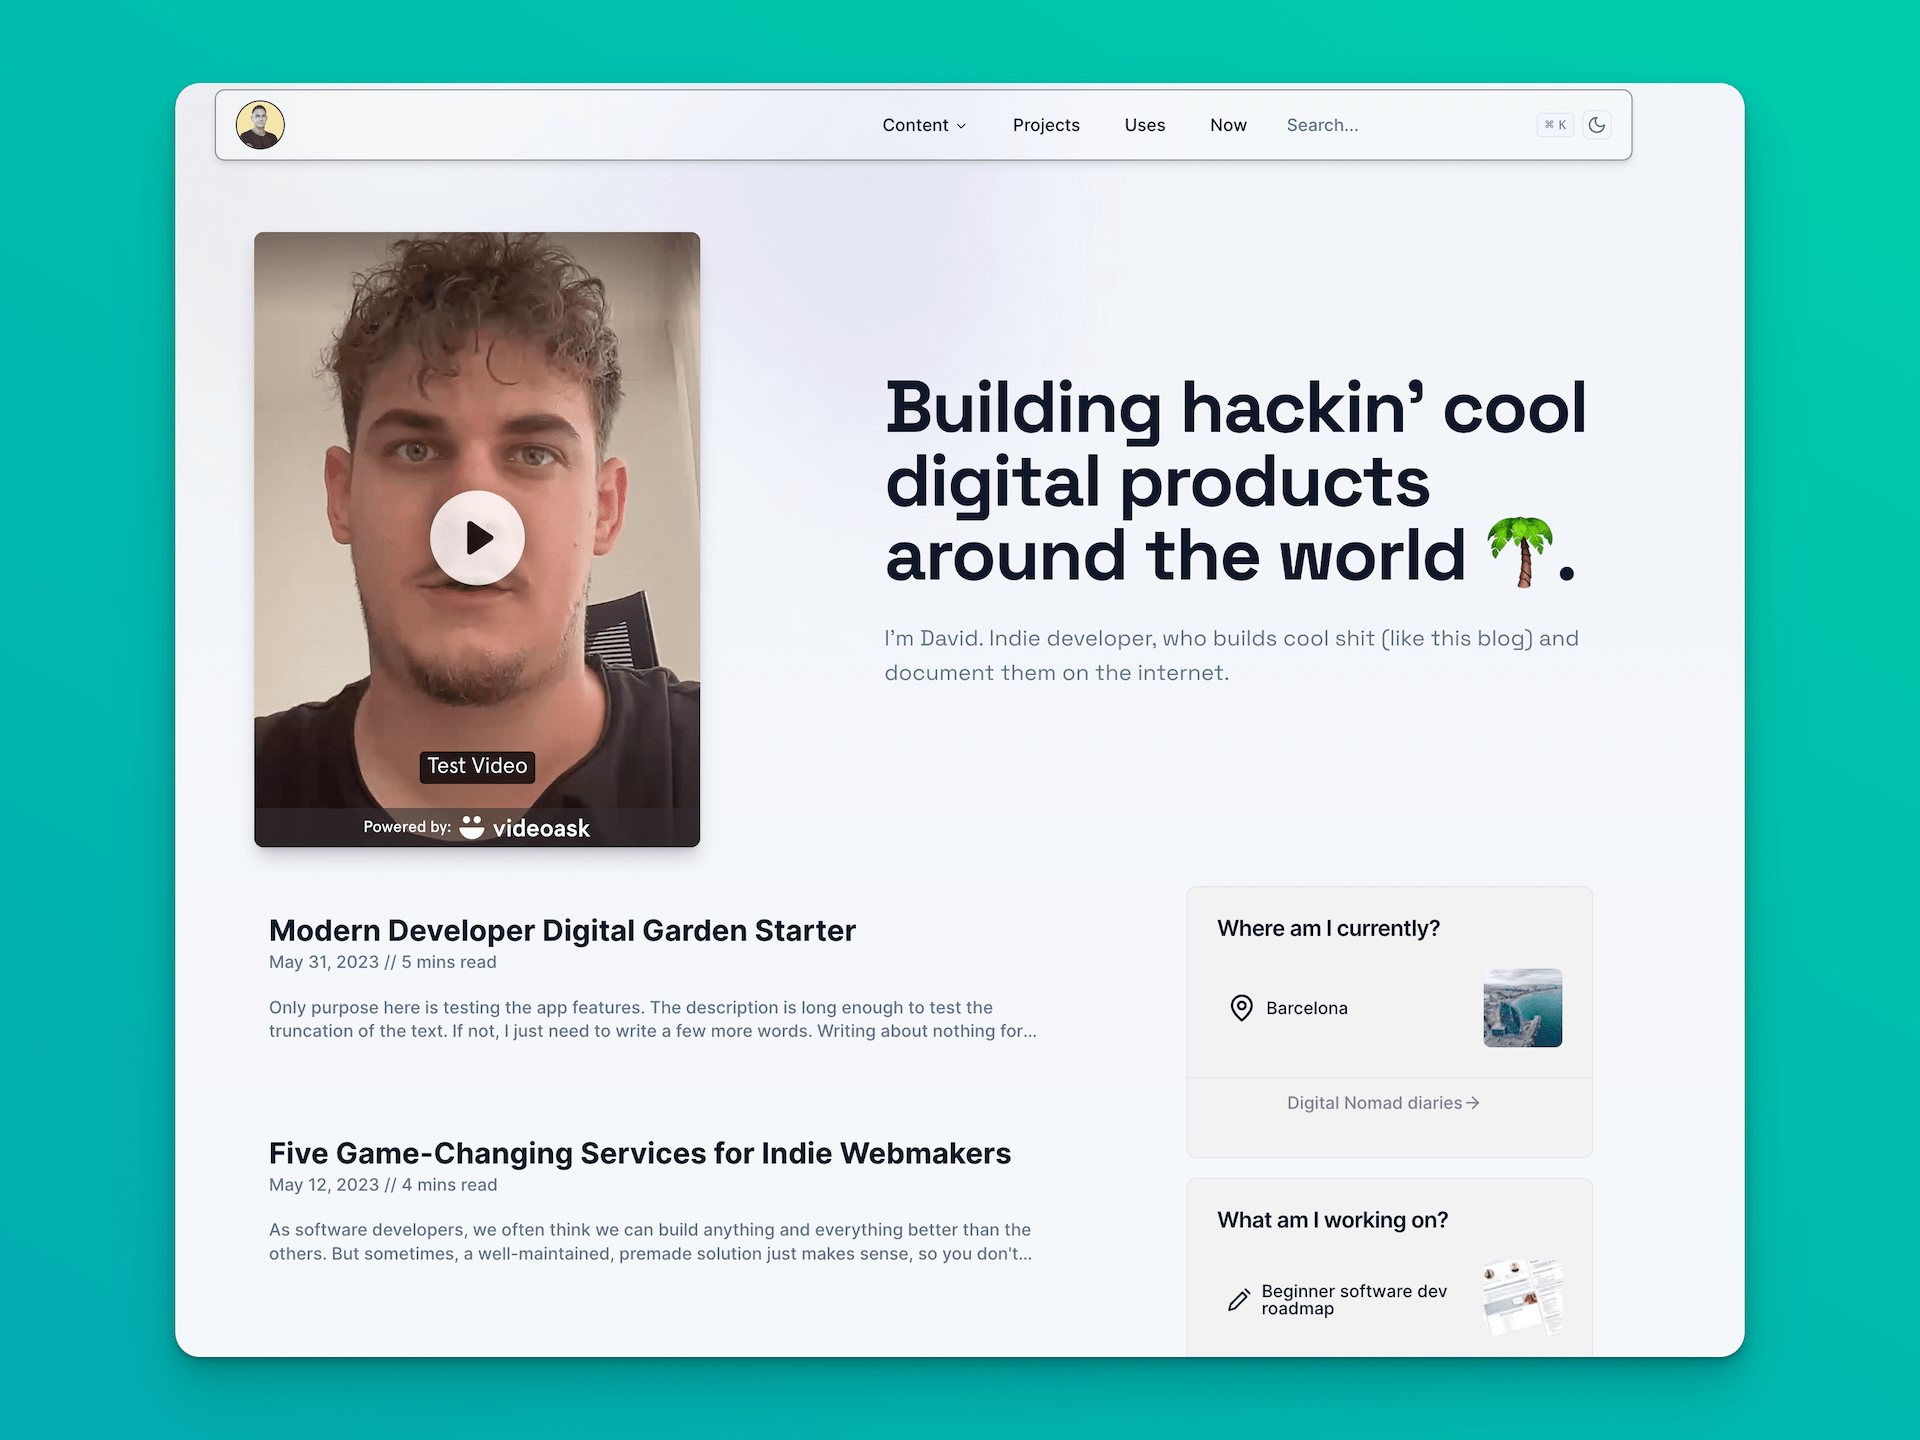 Content
Projects
Uses
Now
Search...
⌘ K
Building hackin’ cool
digital products
around the world 🌴.
I’m David. Indie developer, who builds cool shit (like this blog) and
document them on the internet.
Test Video
Powered by: videoask
Modern Developer Digital Garden Starter
May 31, 2023 // 5 mins read
Only purpose here is testing the app features. The description is long enough to test the
truncation of the text. If not, I just need to write a few more words. Writing about nothing for...
Five Game-Changing Services for Indie Webmakers
May 12, 2023 // 4 mins read
As software developers, we often think we can build anything and everything better than the
others. But sometimes, a well-maintained, premade solution just makes sense, so you don't...
Where am I currently?
Barcelona
Digital Nomad diaries→
What am I working on?
Beginner software dev
roadmap